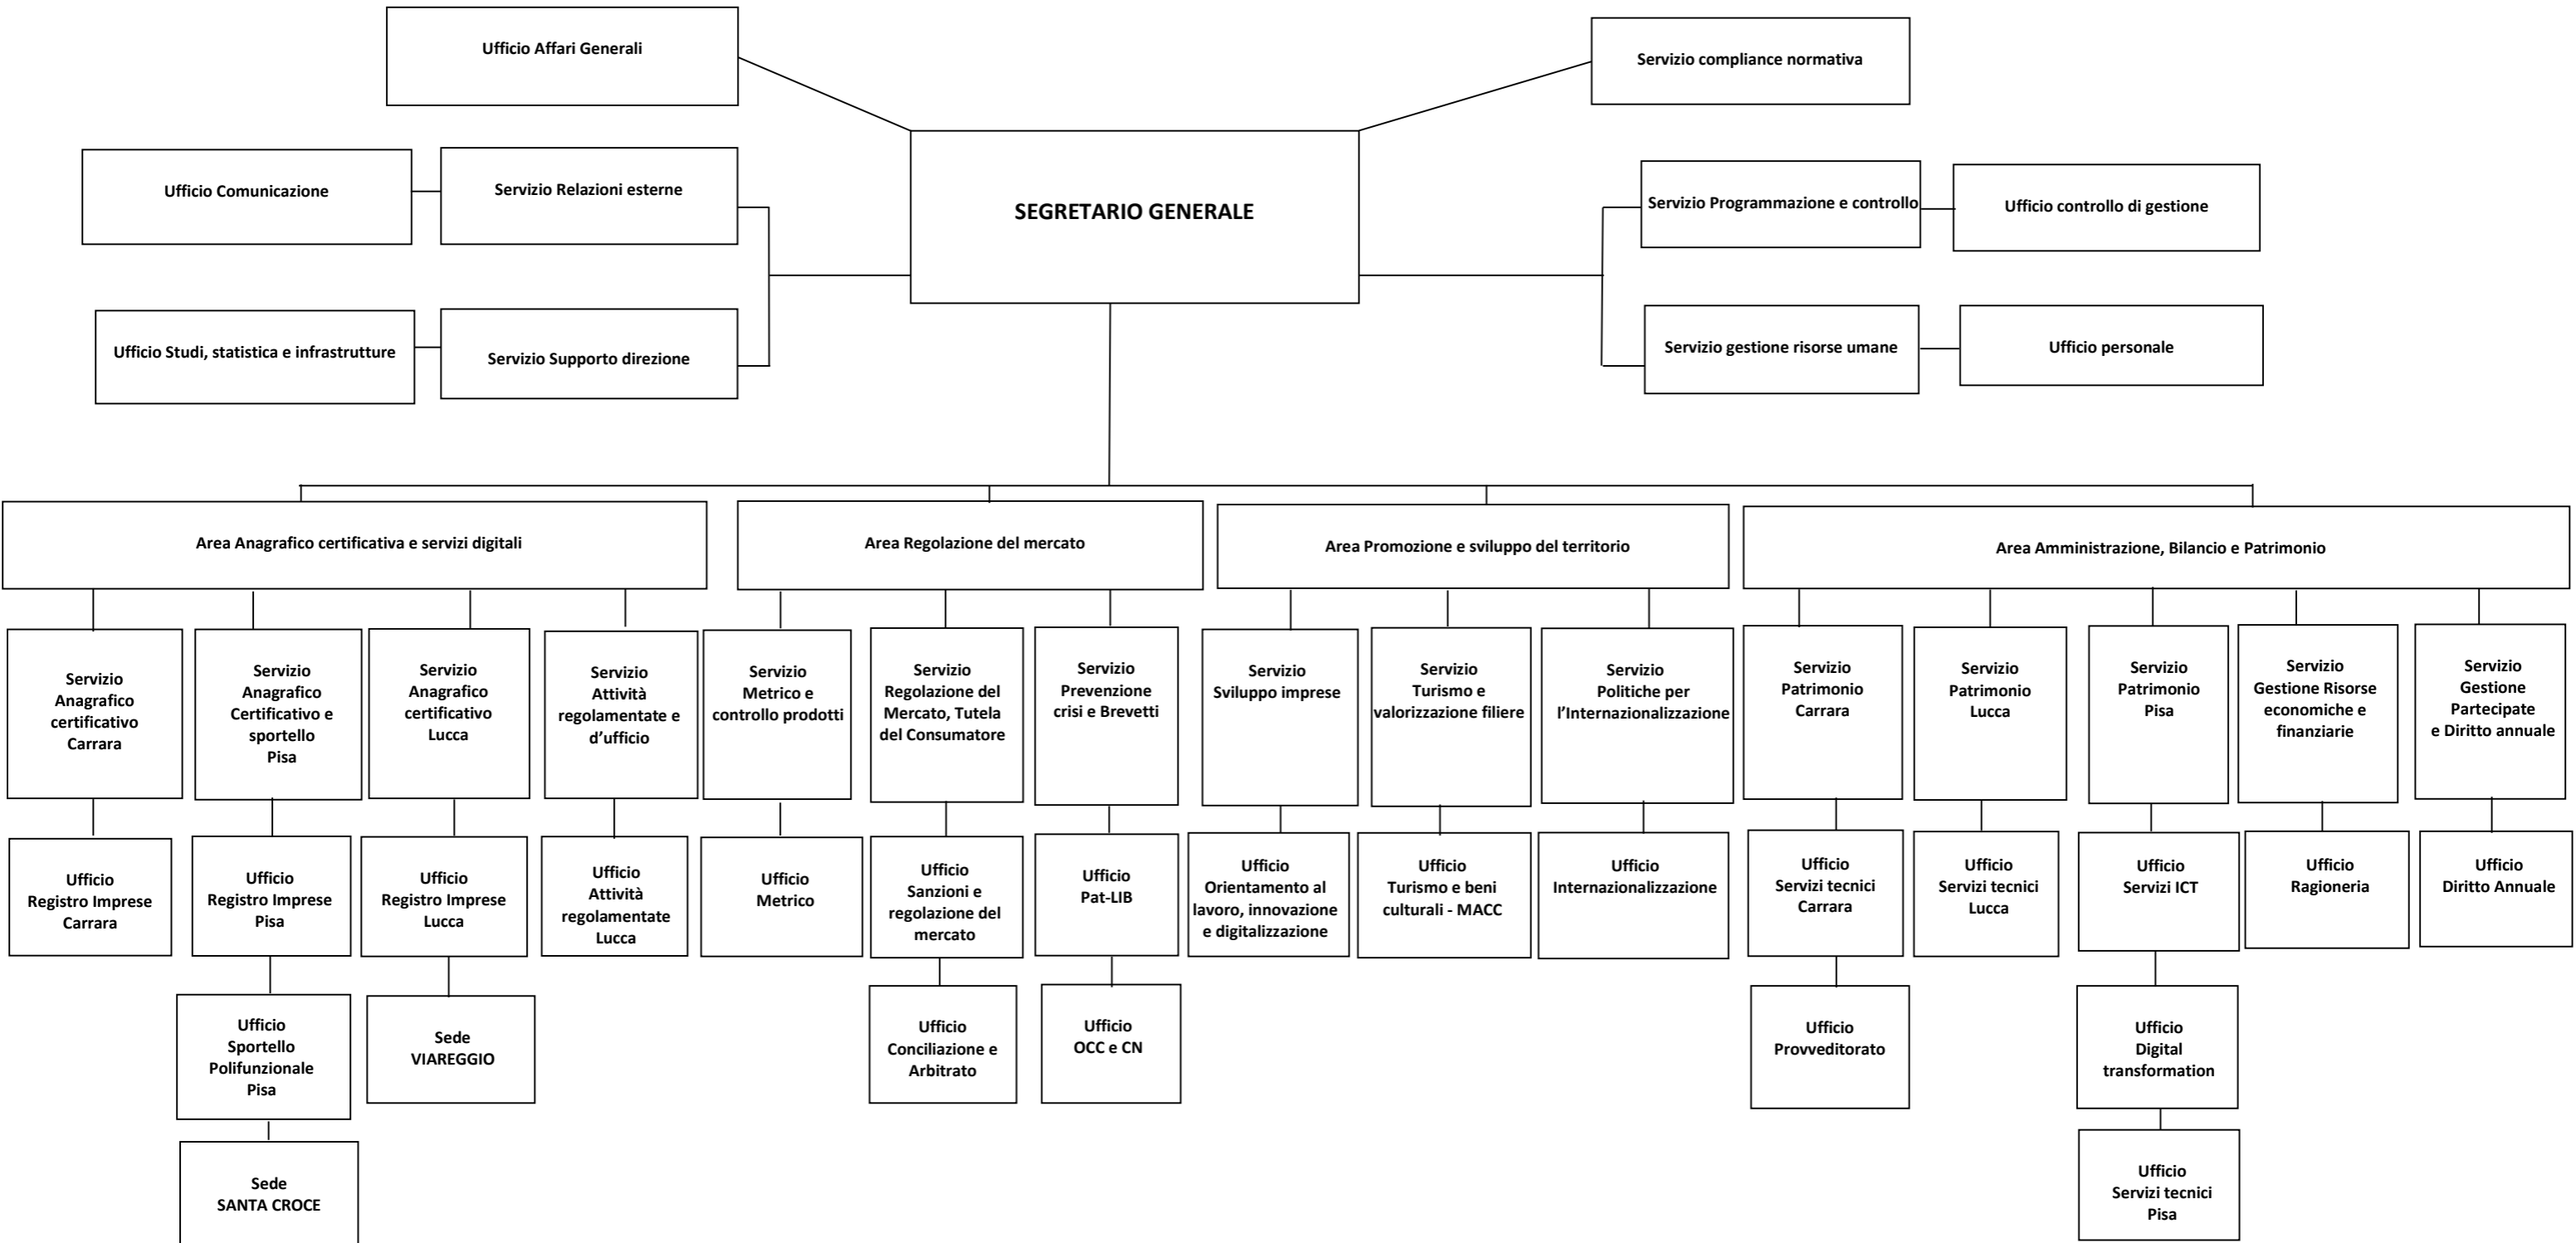 Ufficio Affari Generali
Servizio compliance normativa
Ufficio Comunicazione
Servizio Relazioni esterne
SEGRETARIO GENERALE
Servizio Programmazione e controllo
Ufficio controllo di gestione
Ufficio Studi, statistica e infrastrutture
Servizio Supporto direzione
Servizio gestione risorse umane
Ufficio personale
Area Anagrafico certificativa e servizi digitali
Area Regolazione del mercato
Area Promozione e sviluppo del territorio
Area Amministrazione, Bilancio e Patrimonio
Servizio
Anagrafico
certificativo
Carrara
Servizio
Anagrafico
Certificativo e
sportello
Pisa
Servizio
Anagrafico
certificativo
Lucca
Servizio
Attività
regolamentate e
d’ufficio
Servizio
Metrico e
controllo prodotti
Servizio
Regolazione del
Mercato, Tutela
del Consumatore
Servizio
Prevenzione
crisi e Brevetti
Servizio
Sviluppo imprese
Servizio
Turismo e
valorizzazione filiere
Servizio
Politiche per
l’Internazionalizzazione
Servizio
Patrimonio
Carrara
Servizio
Patrimonio
Lucca
Servizio
Patrimonio
Pisa
Servizio
Gestione Risorse
economiche e
finanziarie
Servizio
Gestione
Partecipate
e Diritto annuale
Ufficio
Registro Imprese
Carrara
Ufficio
Registro Imprese
Pisa
Ufficio
Registro Imprese
Lucca
Ufficio
Attività
regolamentate
Lucca
Ufficio
Metrico
Ufficio
Sanzioni e
regolazione del
mercato
Ufficio
Pat-LIB
Ufficio
Orientamento al
lavoro, innovazione
e digitalizzazione
Ufficio
Turismo e beni
culturali - MACC
Ufficio
Internazionalizzazione
Ufficio
Servizi tecnici
Carrara
Ufficio
Servizi tecnici
Lucca
Ufficio
Servizi ICT
Ufficio
Ragioneria
Ufficio
Diritto Annuale
Ufficio
Sportello
Polifunzionale
Pisa
Sede
VIAREGGIO
Ufficio
Conciliazione e
Arbitrato
Ufficio
OCC e CN
Ufficio
Provveditorato
Ufficio
Digital
transformation
Sede
SANTA CROCE
Ufficio
Servizi tecnici
Pisa